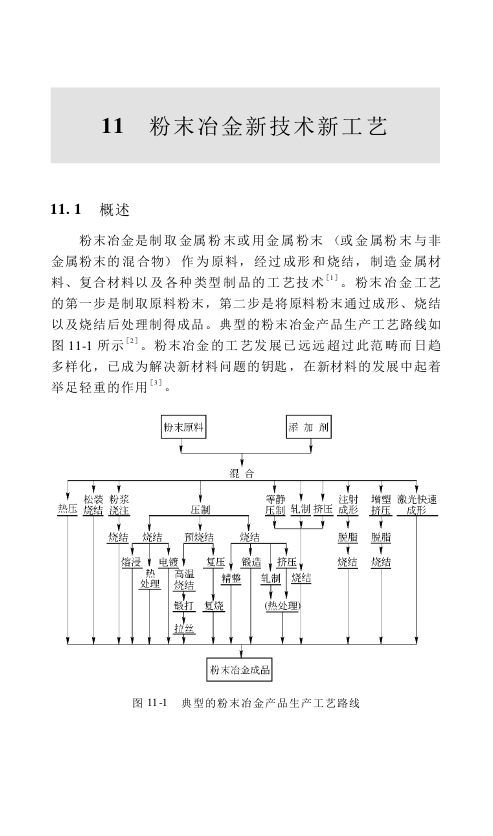 11 粉末冶金新技术新工艺
11.1 概述
粉末冶金是制取金属粉末或用金属粉末（或金属粉末与非
金属粉末的混合物）作为原料，经过成形和烧结，制造金属材
料、复合材料以及各种类型制品的工艺技术[1]。粉末冶金工艺
的第一步是制取原料粉末，第二步是将原料粉末通过成形、烧结
以及烧结后处理制得成品。典型的粉末冶金产品生产工艺路线如
图 11-1 所示[2]。粉末冶金的工艺发展已远远超过此范畴而日趋
多样化，已成为解决新材料问题的钥匙，在新材料的发展中起着
举足轻重的作用[3]。
粉末原料 添加剂
混合
松装 粉浆 等静 注射 增塑 激光快速
热压 烧结 浇注 压制 压制 轧制 挤压 成形 挤压 成形
烧结 烧结 预烧结 烧结 脱脂 脱脂
熔浸 电镀 复压 锻造 挤压 烧结 烧结
热 高温 精整 轧制 烧结
处理 烧结
锻打 复烧 (热处理)
拉丝
粉末冶金成品
图 11-1 典型的粉末冶金产品生产工艺路线